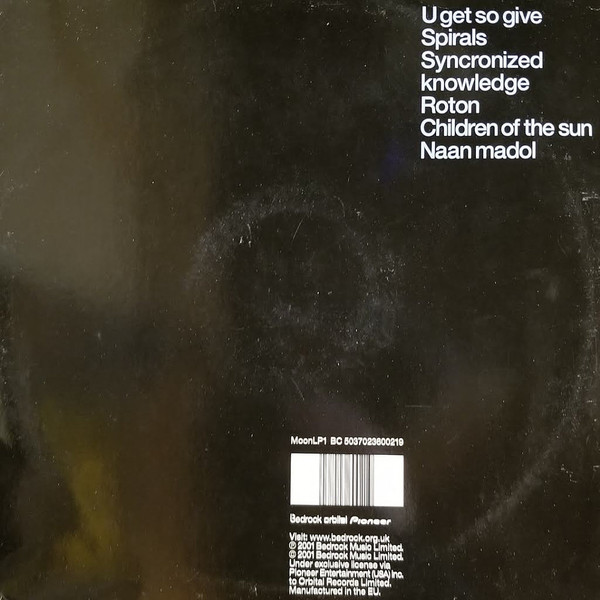 U get so give
Spirals
Syncronized
knowledge
Roton
Children of the sun
Naan madol
MoonLP1 BC 5037023600219
Bedrock orbital Pioneer
Visit: www.bedrock.org.uk
℗ 2001 Bedrock Music Limited.
© 2001 Bedrock Music Limited.
Under exclusive license via
Pioneer Entertainment (USA) Inc.
to Orbital Records Limited.
Manufactured in the EU.